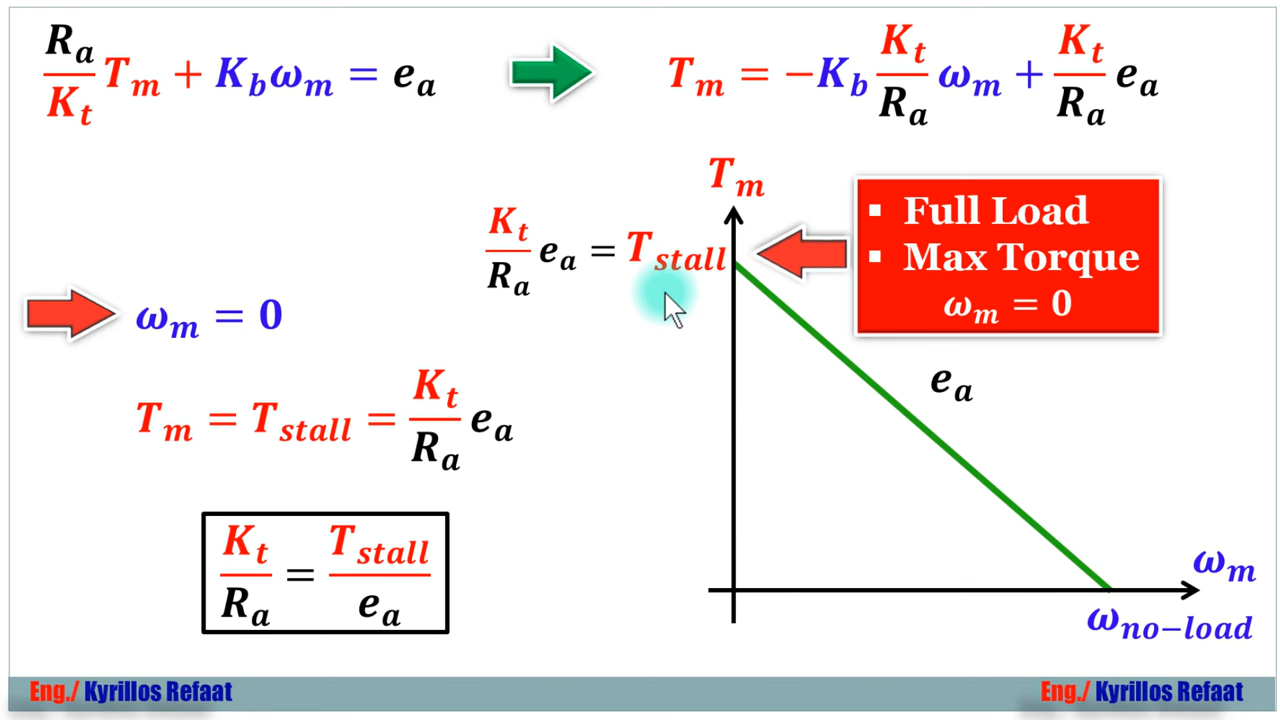 R_a/K_t T_m + K_b ω_m = e_a
T_m = −K_b K_t/R_a ω_m + K_t/R_a e_a
T_m
K_t/R_a e_a = T_stall
▪ Full Load
▪ Max Torque
ω_m = 0
ω_m = 0
T_m = T_stall = K_t/R_a e_a
e_a
K_t/R_a = T_stall/e_a
ω_m
ω_no−load
Eng./ Kyrillos Refaat
Eng./ Kyrillos Refaat